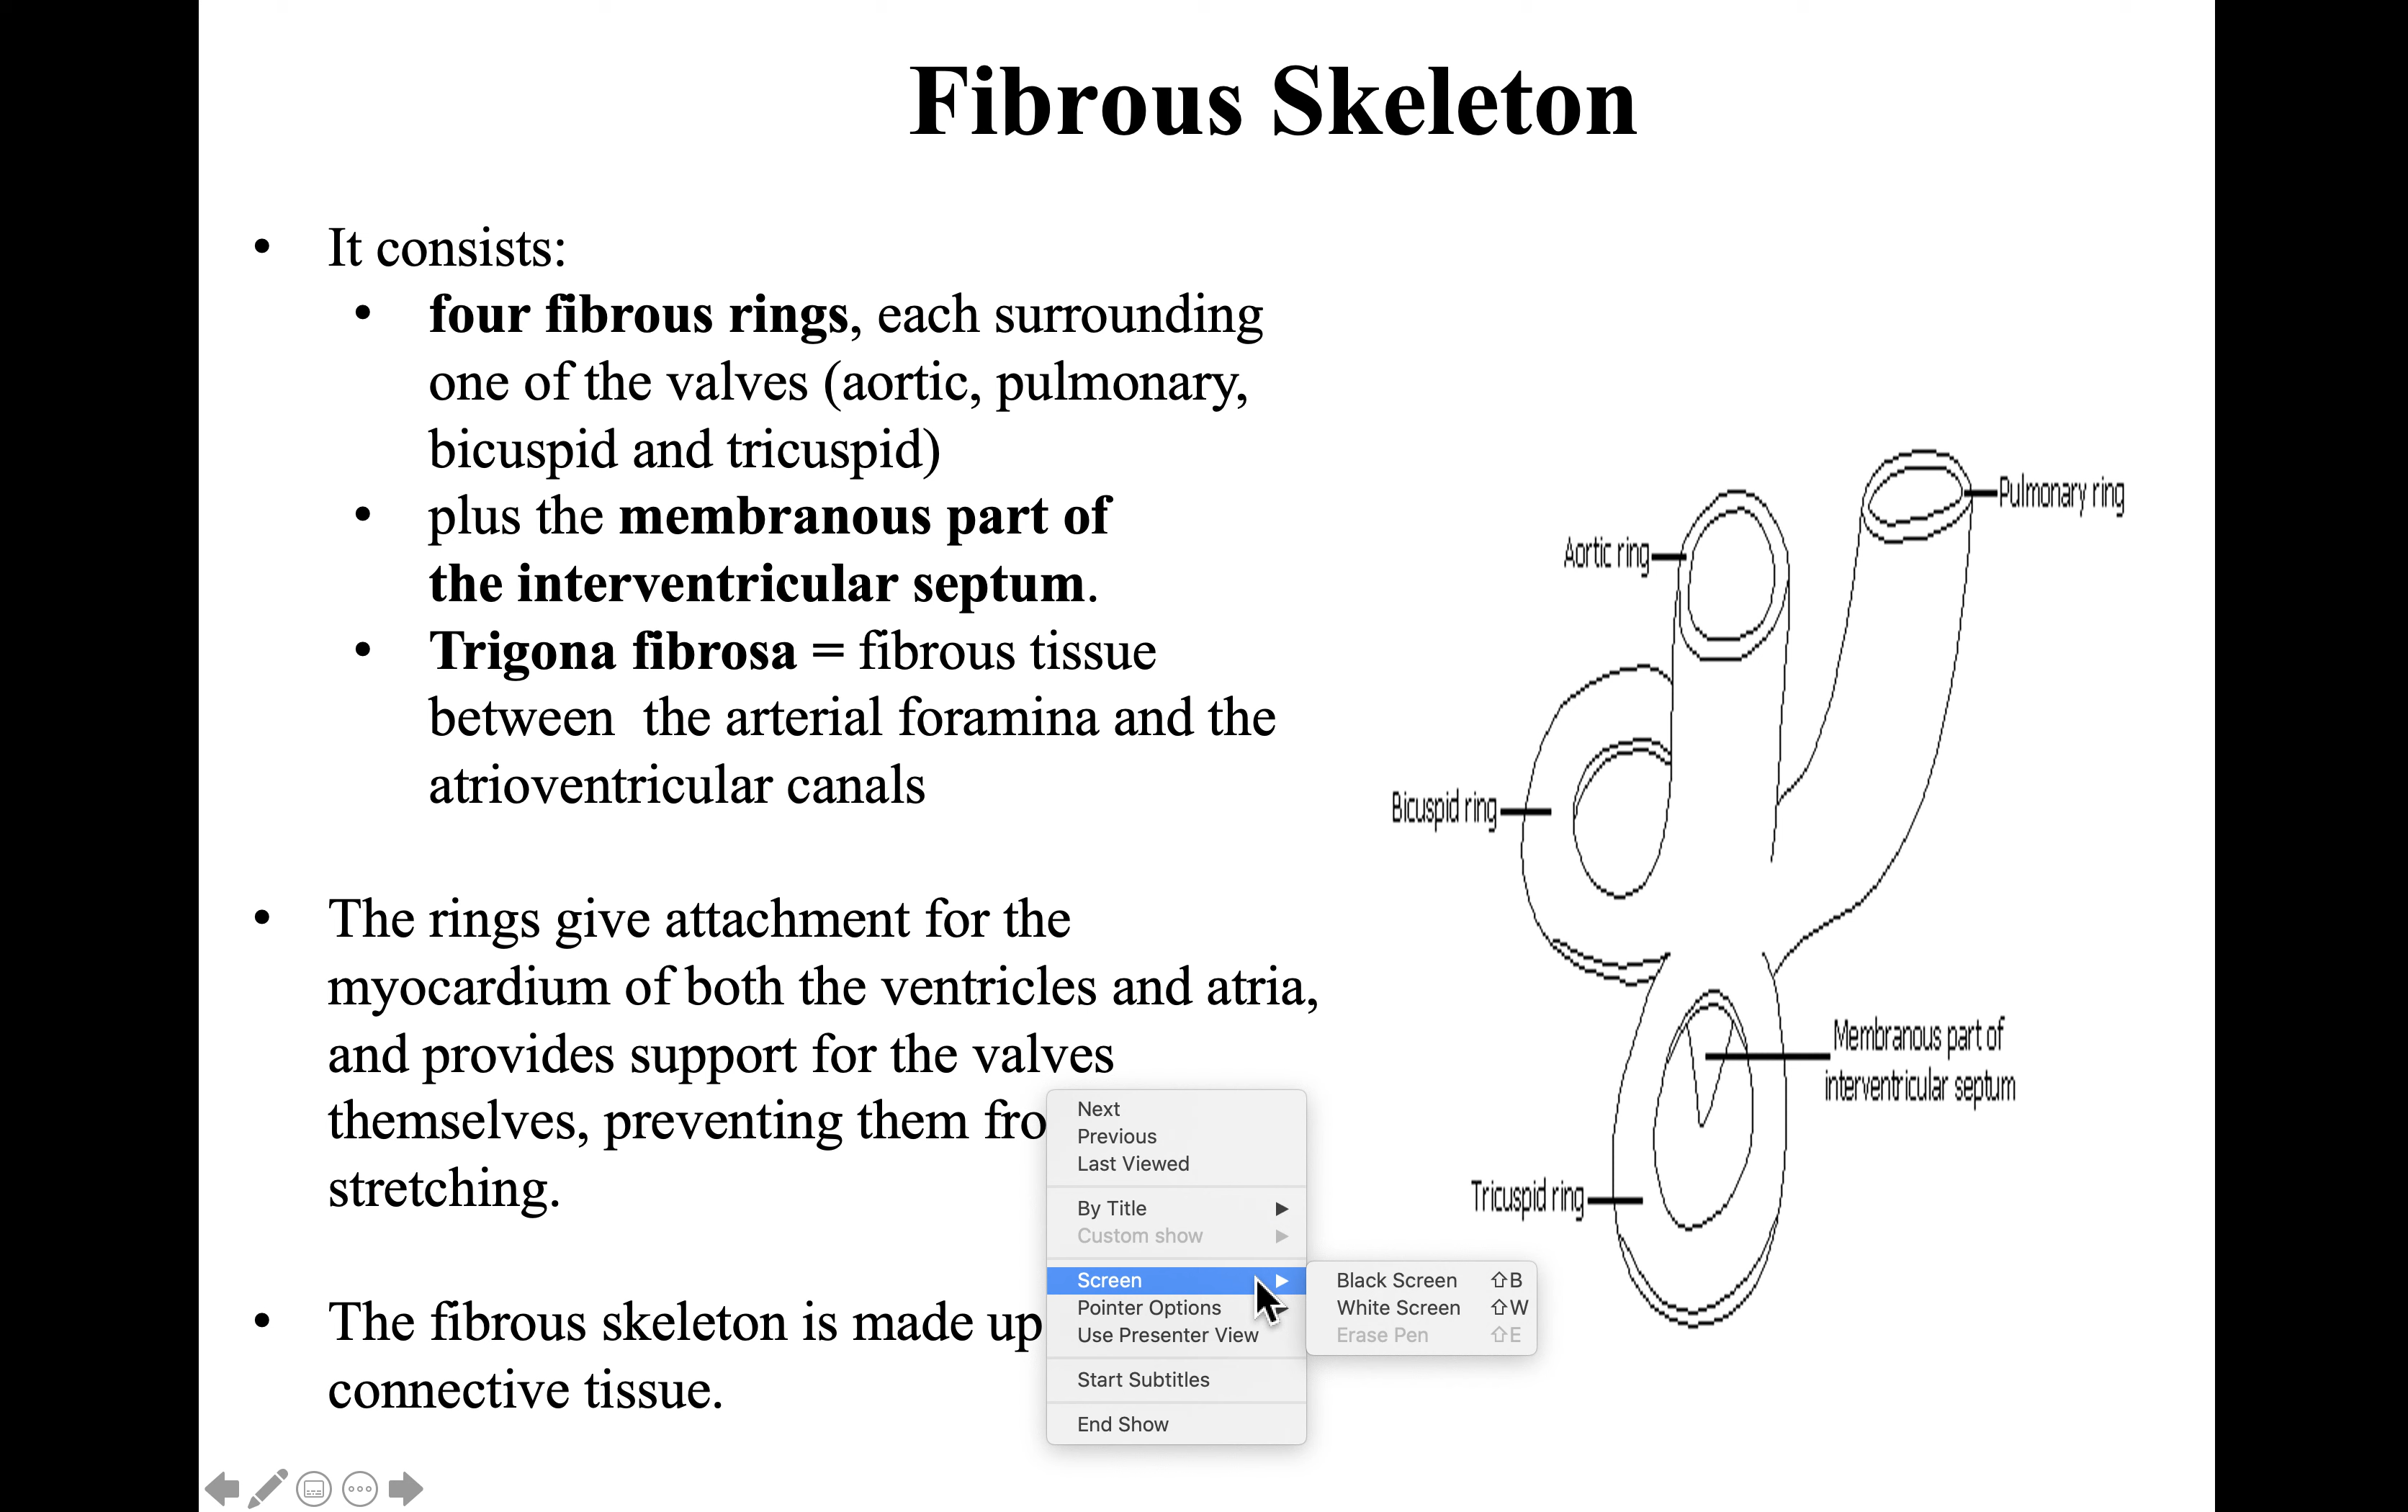 Fibrous Skeleton
• It consists:
• four fibrous rings, each surrounding
one of the valves (aortic, pulmonary,
bicuspid and tricuspid)
• plus the membranous part of
the interventricular septum.
• Trigona fibrosa = fibrous tissue
between the arterial foramina and the
atrioventricular canals
• The rings give attachment for the
myocardium of both the ventricles and atria,
and provides support for the valves
themselves, preventing them fro
stretching.
• The fibrous skeleton is made up
connective tissue.
Pulmonary ring
Aortic ring
Bicuspid ring
Membranous part of
interventricular septum
Tricuspid ring
Next
Previous
Last Viewed
By Title
Custom show
Screen
Pointer Options
Use Presenter View
Start Subtitles
End Show
Black Screen ⇧B
White Screen ⇧W
Erase Pen ⇧E